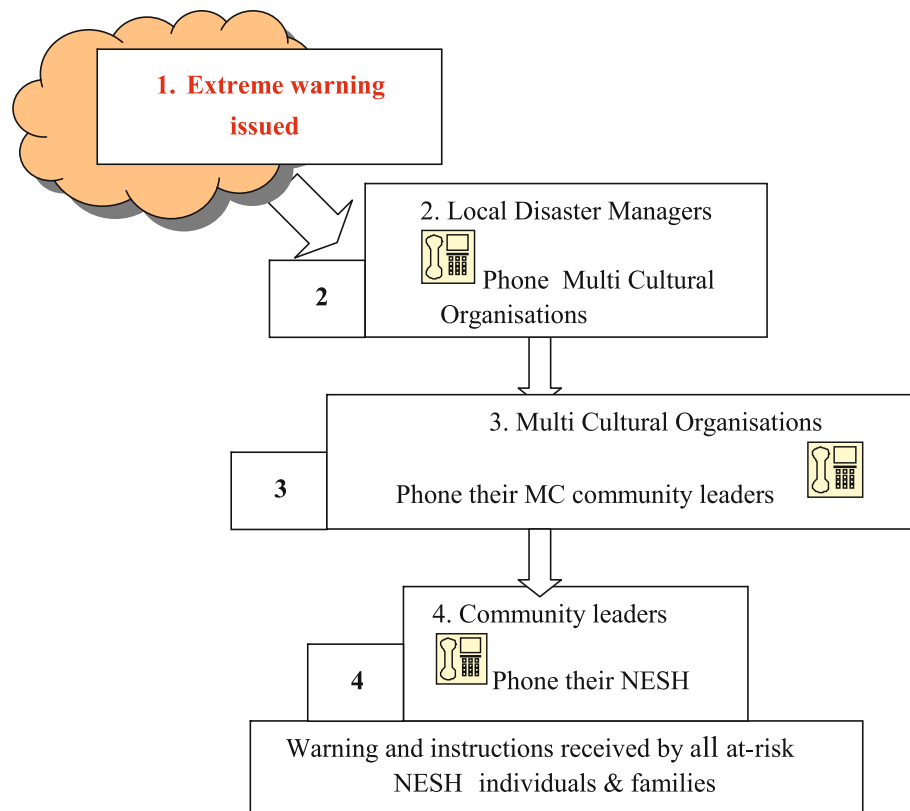 1. Extreme warning
issued
2. Local Disaster Managers
Phone Multi Cultural
Organisations
2
3. Multi Cultural Organisations
Phone their MC community leaders
3
4. Community leaders
Phone their NESH
4
Warning and instructions received by all at-risk
NESH individuals & families